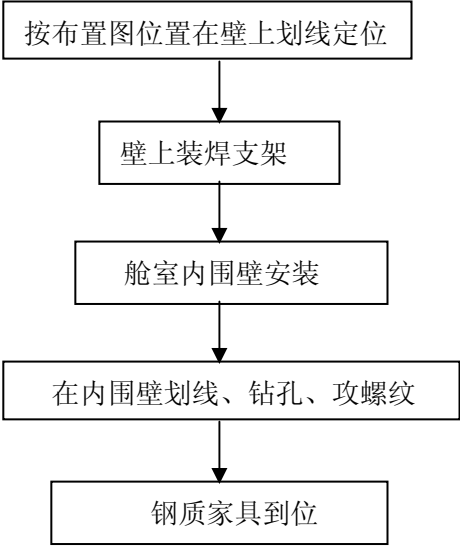 按布置图位置在壁上划线定位
壁上装焊支架
舱室内围壁安装
在内围壁划线、钻孔、攻螺纹
钢质家具到位